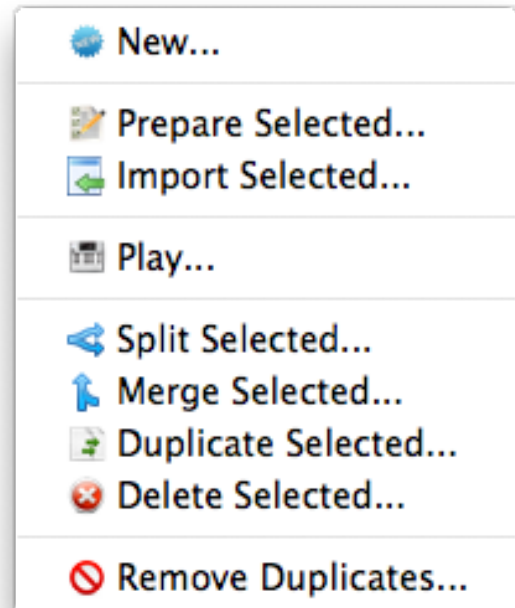 New...
Prepare Selected...
Import Selected...
Play...
Split Selected...
Merge Selected...
Duplicate Selected...
Delete Selected...
Remove Duplicates...